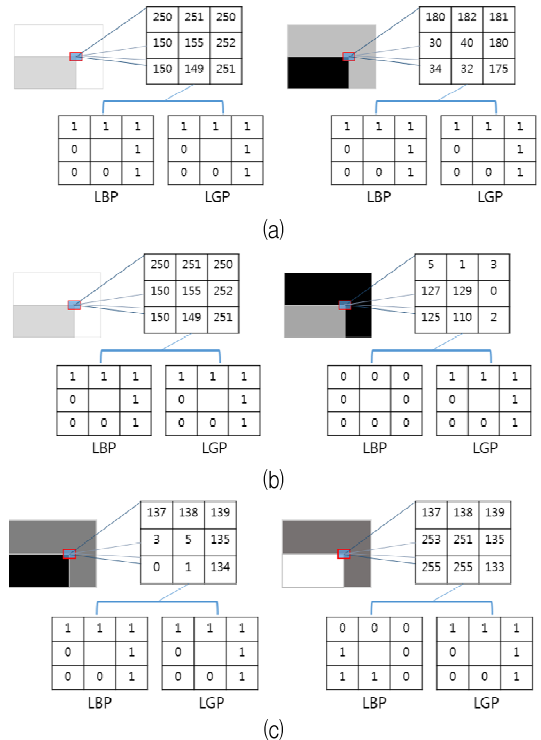 250 251 250 180 182 181
150 155 252 30 40 180
150 149 251 34 32 175
1 1 1 1 1 1 1 1 1 1 1 1
0 1 0 1 0 1 0 1
0 0 1 0 0 1 0 0 1 0 0 1
LBP LGP LBP LGP
(a)
250 251 250 5 1 3
150 155 252 127 129 0
150 149 251 125 110 2
1 1 1 1 1 1 0 0 0 1 1 1
0 1 0 1 0 0 0 1
0 0 1 0 0 1 0 0 0 0 0 1
LBP LGP LBP LGP
(b)
137 138 139 137 138 139
3 5 135 253 251 135
0 1 134 255 255 133
1 1 1 1 1 1 0 0 0 1 1 1
0 1 0 1 1 0 0 1
0 0 1 0 0 1 1 1 0 0 0 1
LBP LGP LBP LGP
(c)